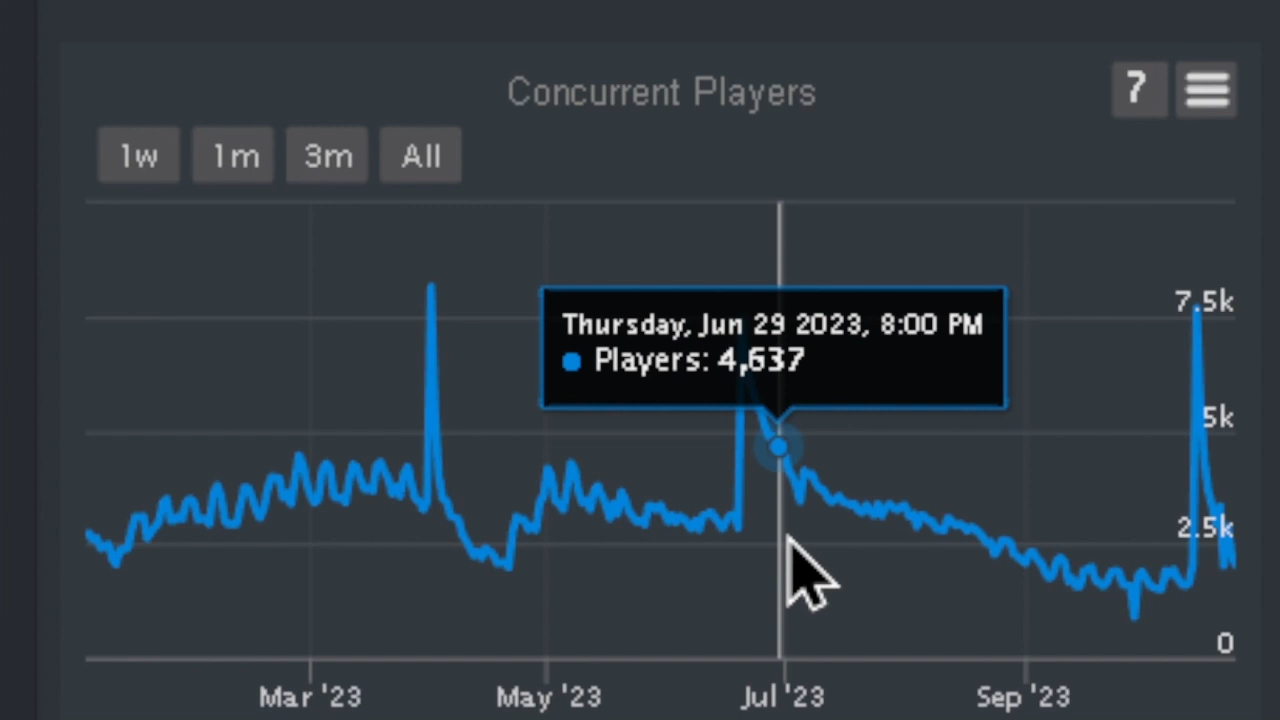 Concurrent Players
?
1w 1m 3m All
7.5k
Thursday, Jun 29 2023, 8:00 PM
Players: 4,637
5k
2.5k
0
Mar '23 May '23 Jul '23 Sep '23